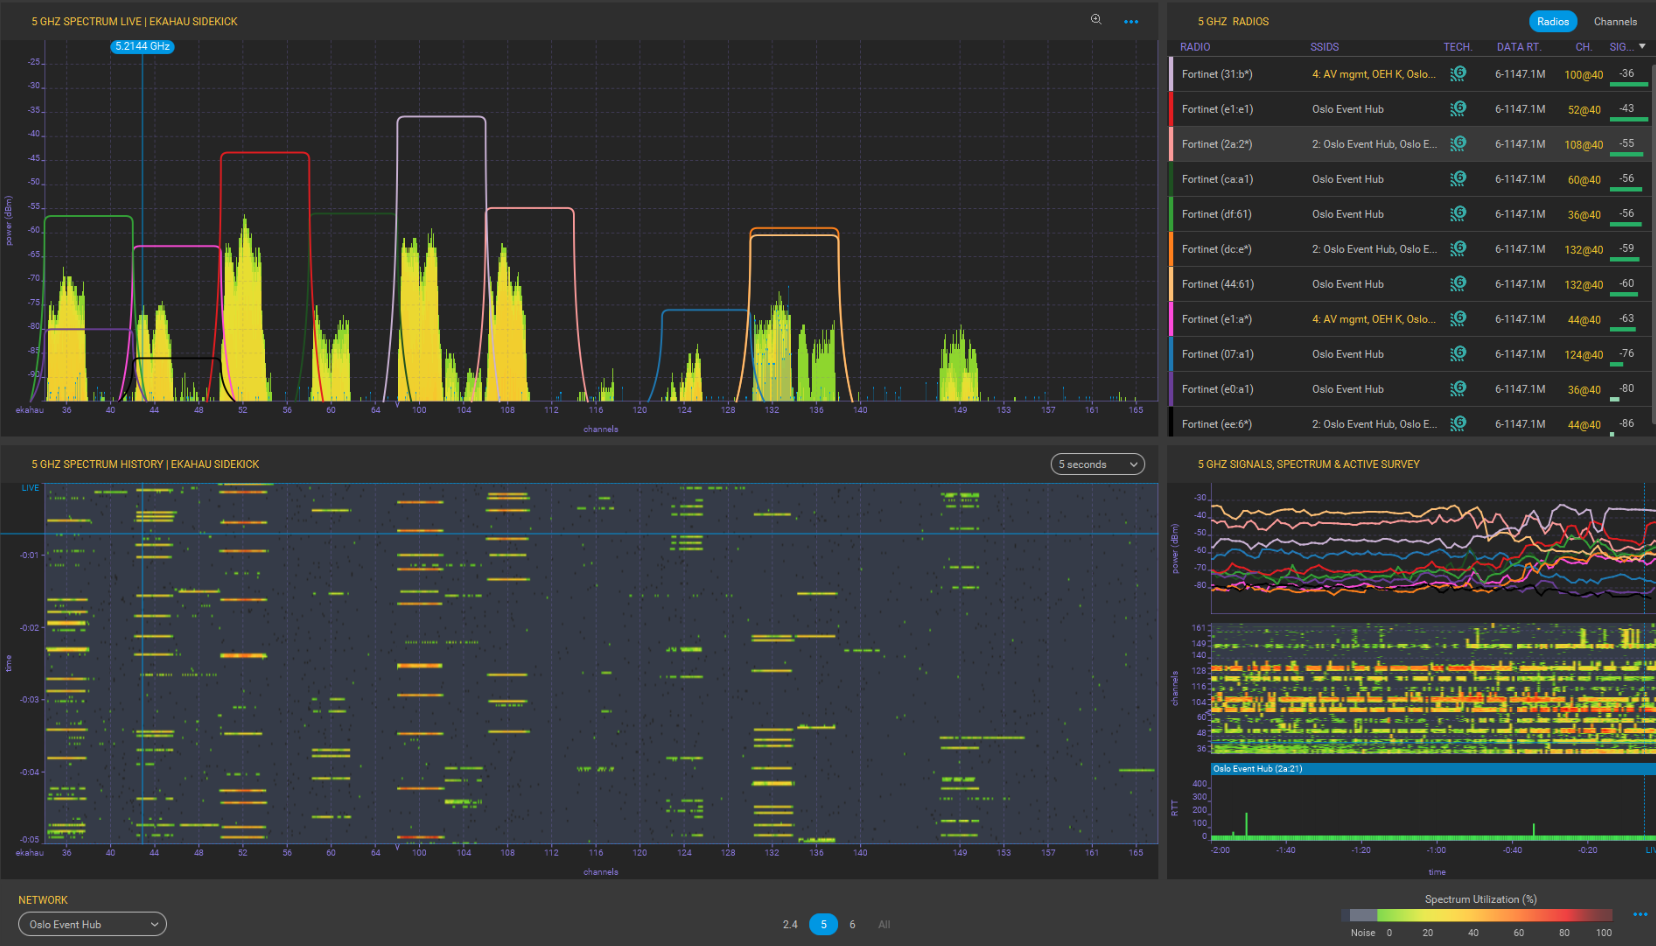 5 GHZ SPECTRUM LIVE | EKAHAU SIDEKICK
5.2144 GHz
-25
-30
-35
-40
-45
-50
-55
-60
-65
-70
-75
-80
-85
-90
power (dBm)
ekahau 36 40 44 48 52 56 60 64 100 104 108 112 116 120 124 128 132 136 140 149 153 157 161 165
channels
5 GHZ RADIOS Radios Channels
RADIO SSIDS TECH. DATA RT. CH. SIG... ▼
Fortinet (31:b*) 4: AV mgmt, OEH K, Oslo... 6 6-1147.1M 100@40 -36
Fortinet (e1:e1) Oslo Event Hub 6 6-1147.1M 52@40 -43
Fortinet (2a:2*) 2: Oslo Event Hub, Oslo E... 6 6-1147.1M 108@40 -55
Fortinet (ca:a1) Oslo Event Hub 6 6-1147.1M 60@40 -56
Fortinet (df:61) Oslo Event Hub 6 6-1147.1M 36@40 -56
Fortinet (dc:e*) 2: Oslo Event Hub, Oslo E... 6 6-1147.1M 132@40 -59
Fortinet (44:61) Oslo Event Hub 6 6-1147.1M 132@40 -60
Fortinet (e1:a*) 4: AV mgmt, OEH K, Oslo... 6 6-1147.1M 44@40 -63
Fortinet (07:a1) Oslo Event Hub 6 6-1147.1M 124@40 -76
Fortinet (e0:a1) Oslo Event Hub 6 6-1147.1M 36@40 -80
Fortinet (ee:6*) 2: Oslo Event Hub, Oslo E... 6 6-1147.1M 44@40 -86
5 GHZ SPECTRUM HISTORY | EKAHAU SIDEKICK
5 seconds
LIVE
-0:01
-0:02
-0:03
-0:04
-0:05
time
ekahau 36 40 44 48 52 56 60 64 100 104 108 112 116 120 124 128 132 136 140 149 153 157 161 165
channels
5 GHZ SIGNALS, SPECTRUM & ACTIVE SURVEY
-30
-40
-50
-60
-70
-80
power (dBm)
161
149
140
128
116
104
60
48
36
channels
Oslo Event Hub (2a:21)
400
300
200
100
0
RTT
-2:00 -1:40 -1:20 -1:00 -0:40 -0:20 LIV
time
NETWORK
Oslo Event Hub
2.4 5 6 All
Spectrum Utilization (%)
Noise 0 20 40 60 80 100